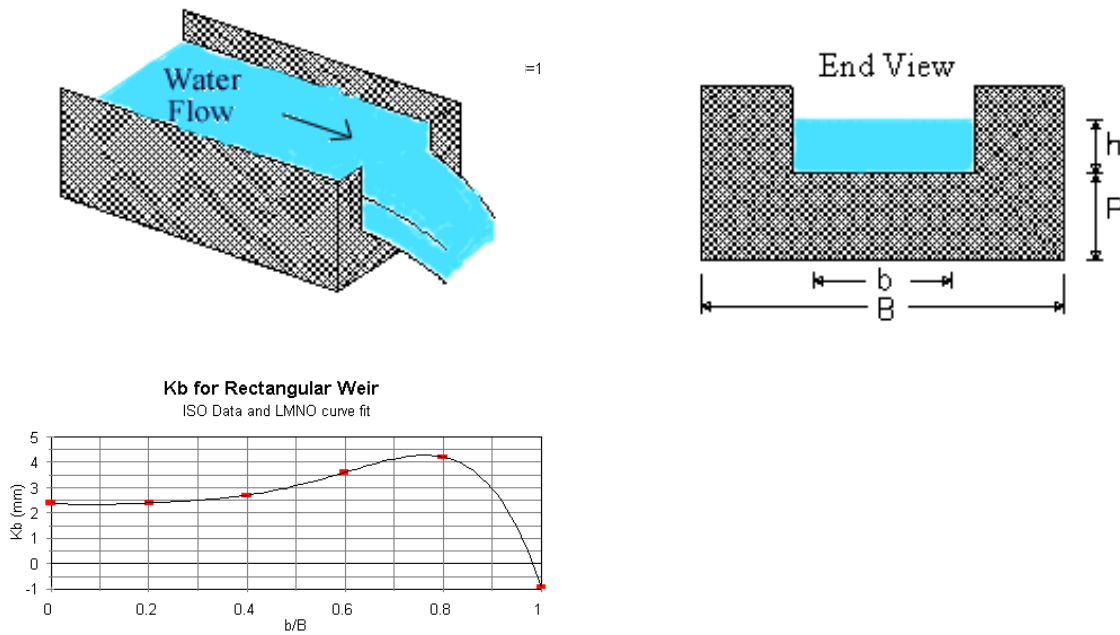 Water
Flow
=1
End View
h
P
b
B
Kb for Rectangular Weir
ISO Data and LMNO curve fit
Kb (mm)
5
4
3
2
1
0
-1
0 0.2 0.4 0.6 0.8 1
b/B